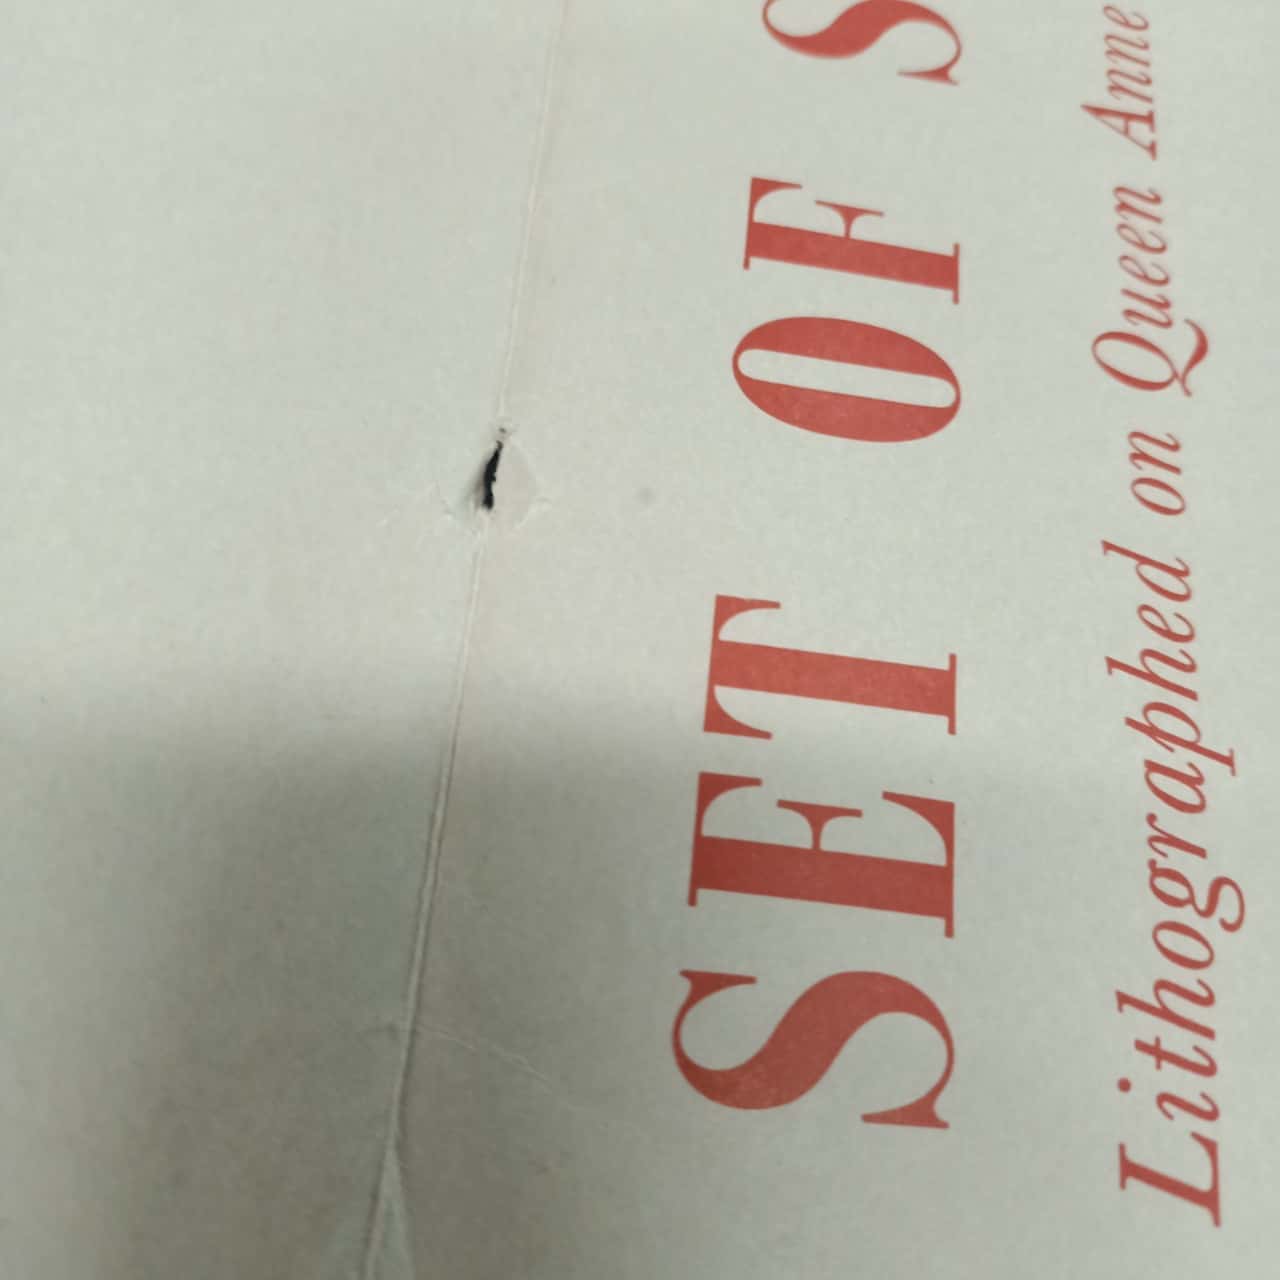 SET OF S
Lithographed on Queen Anne